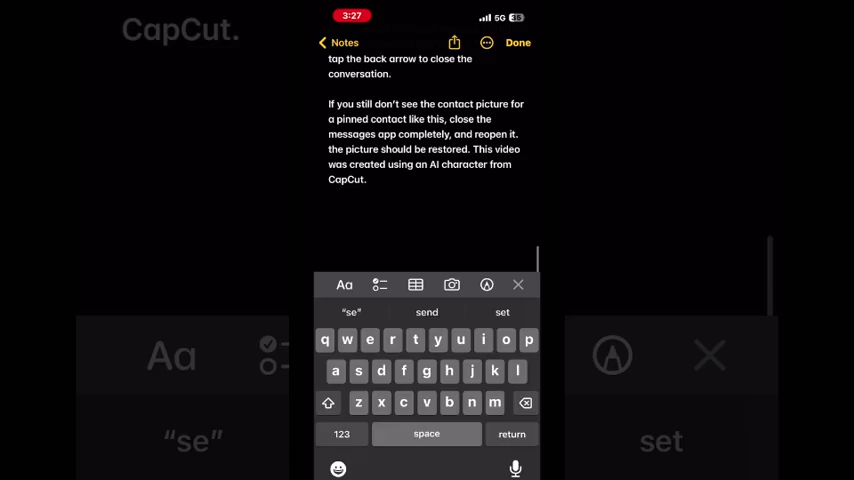 CapCut.
3:27
5G 35
Notes
Done
tap the back arrow to close the
conversation.
If you still don't see the contact picture for
a pinned contact like this, close the
messages app completely, and reopen it.
the picture should be restored. This video
was created using an AI character from
CapCut.
Aa
"se" send set
q w e r t y u i o p
a s d f g h j k l
z x c v b n m
123 space return
Aa
"se"
set